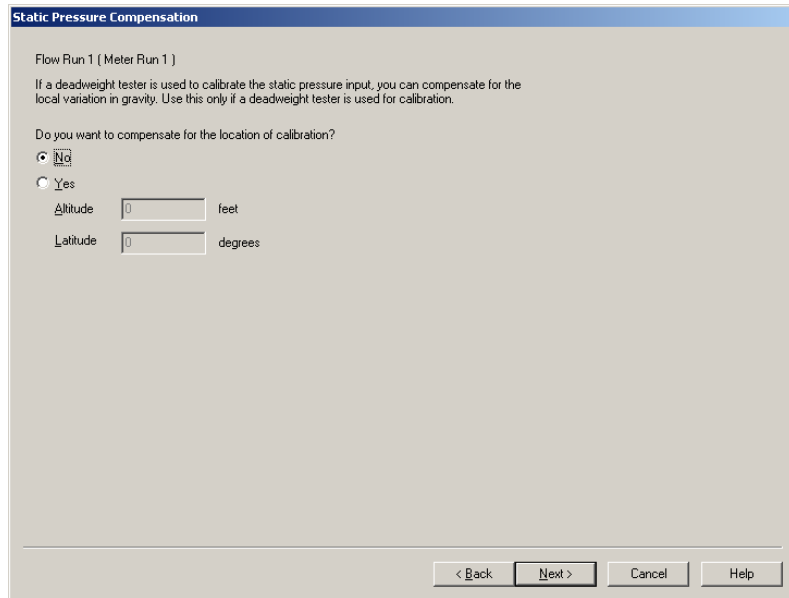 Static Pressure Compensation
Flow Run 1 ( Meter Run 1 )
If a deadweight tester is used to calibrate the static pressure input, you can compensate for the
local variation in gravity. Use this only if a deadweight tester is used for calibration.
Do you want to compensate for the location of calibration?
No
Yes
Altitude 0 feet
Latitude 0 degrees
< Back Next > Cancel Help